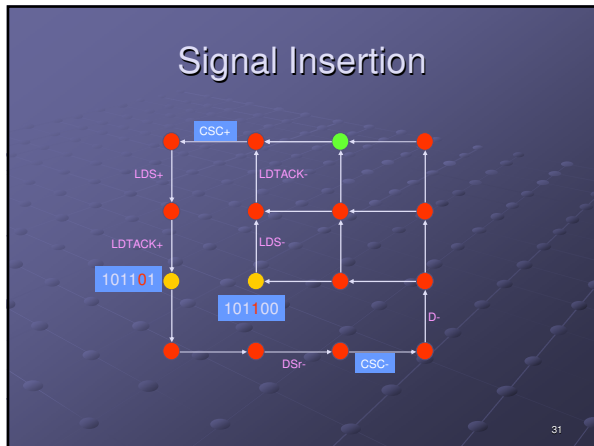 Signal Insertion
CSC+
LDS+
LDTACK-
LDTACK+
LDS-
101101
101100
D-
DSr-
CSC-
31